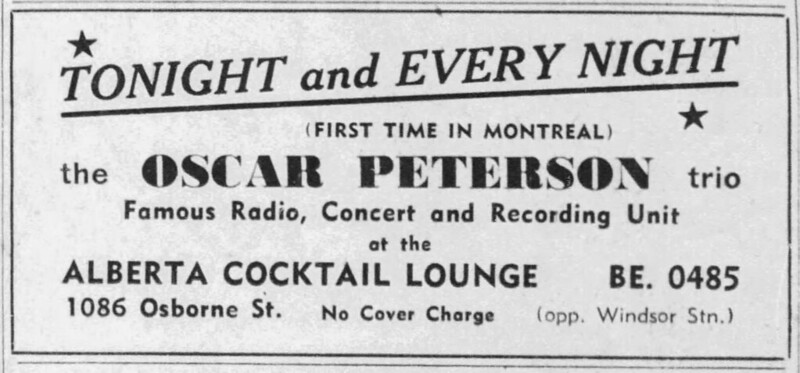 TONIGHT and EVERY NIGHT
(FIRST TIME IN MONTREAL)
the OSCAR PETERSON trio
Famous Radio, Concert and Recording Unit
at the
ALBERTA COCKTAIL LOUNGE BE. 0485
1086 Osborne St. No Cover Charge (opp. Windsor Stn.)